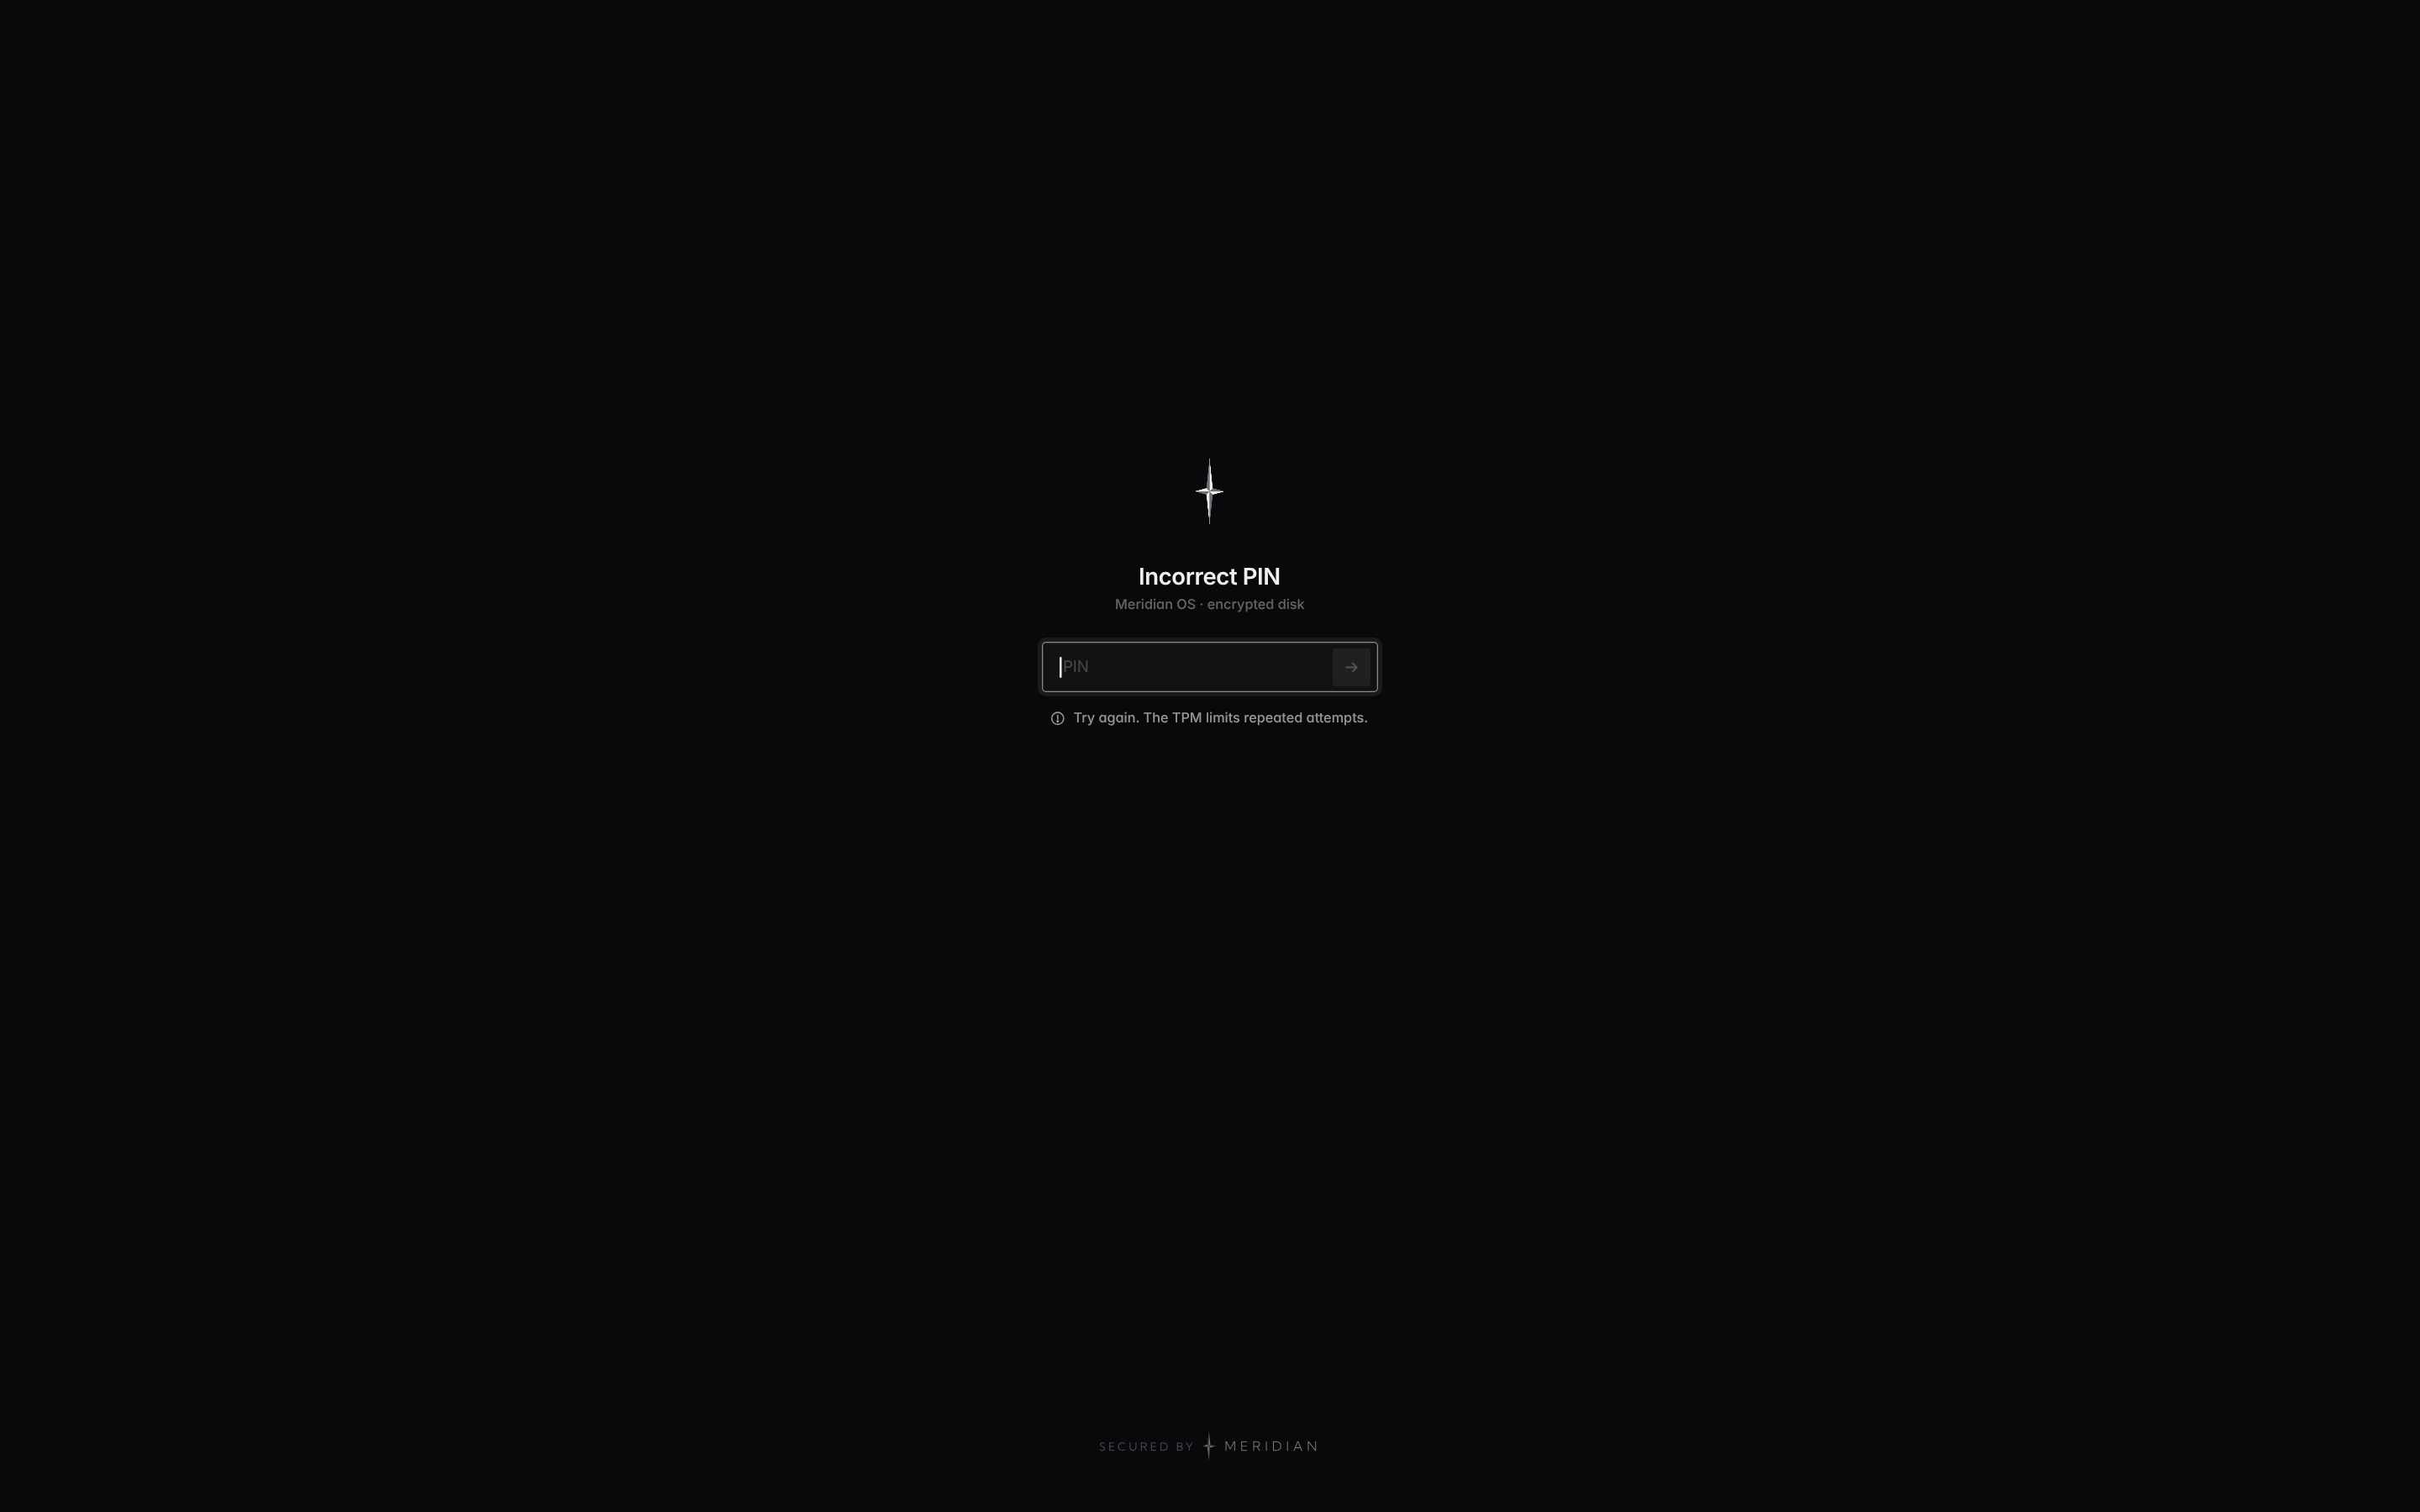 Incorrect PIN
Meridian OS · encrypted disk
PIN
Try again. The TPM limits repeated attempts.
SECURED BY MERIDIAN